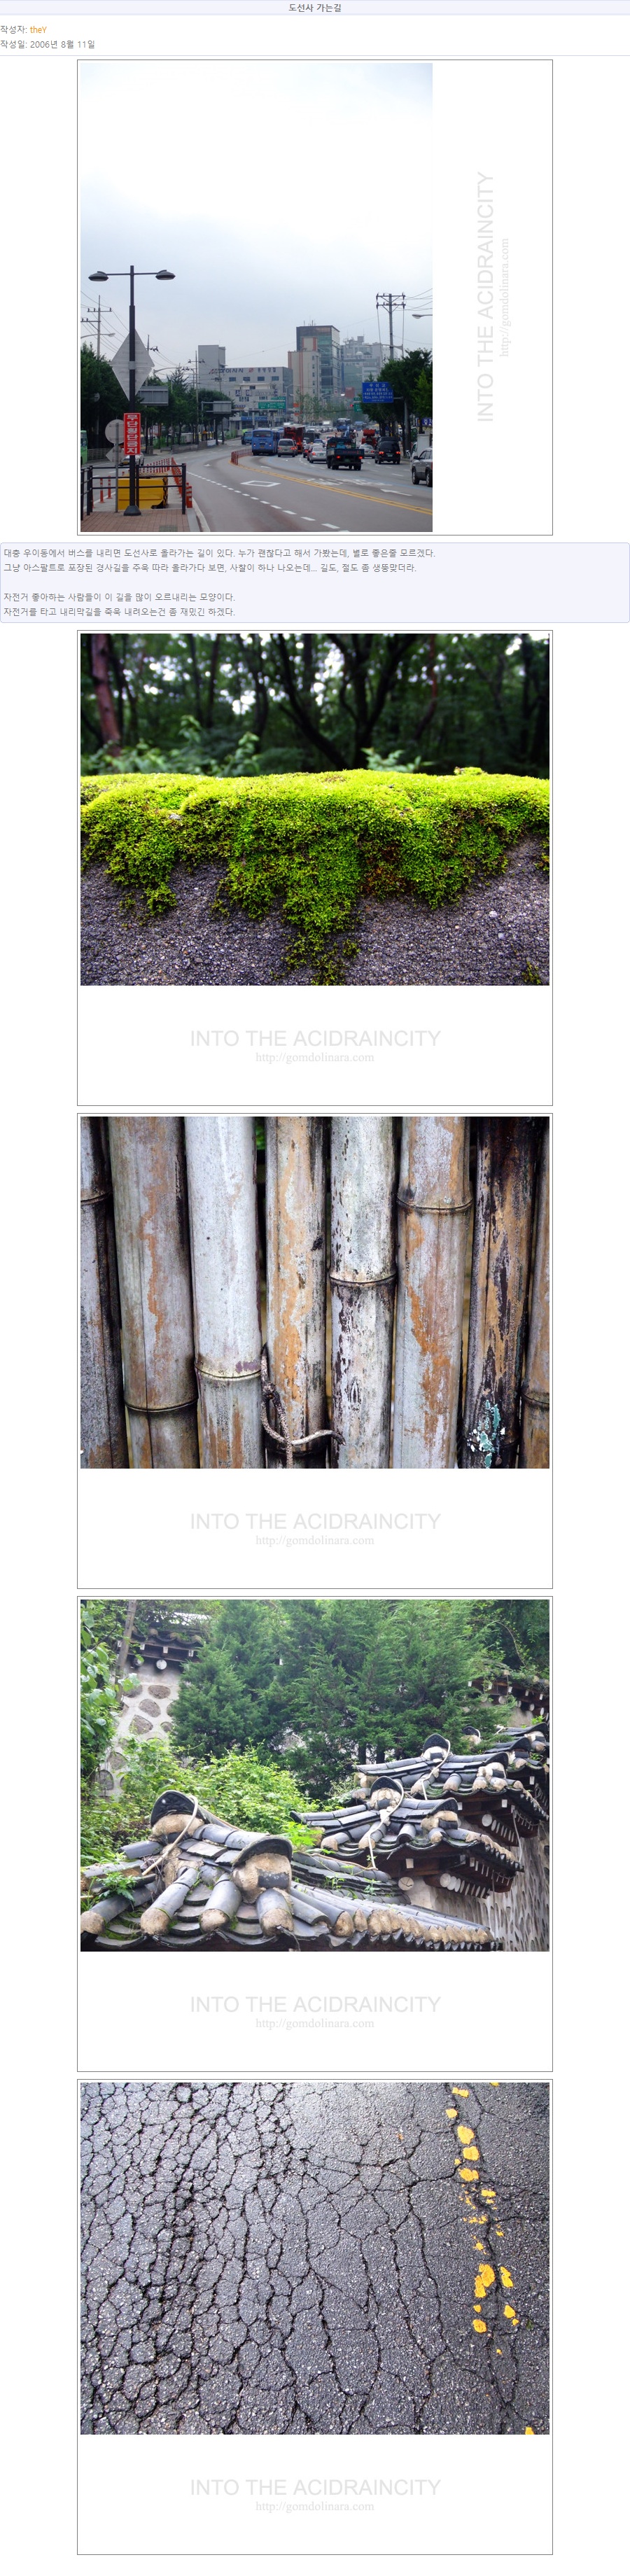 도선사 가는길
작성자: theY
작성일: 2006년 8월 11일
무단횡단금지
INTO THE ACIDRAINCITY
http://gomdolinara.com
대충 우이동에서 버스를 내리면 도선사로 올라가는 길이 있다. 누가 괜찮다고 해서 가봤는데, 별로 좋은줄 모르겠다.
그냥 아스팔트로 포장된 경사길을 주욱 따라 올라가다 보면, 사찰이 하나 나오는데... 길도, 절도 좀 생뚱맞더라.
자전거 좋아하는 사람들이 이 길을 많이 오르내리는 모양이다.
자전거를 타고 내리막길을 죽욱 내려오는건 좀 재밌긴 하겠다.
INTO THE ACIDRAINCITY
http://gomdolinara.com
INTO THE ACIDRAINCITY
http://gomdolinara.com
INTO THE ACIDRAINCITY
http://gomdolinara.com
INTO THE ACIDRAINCITY
http://gomdolinara.com